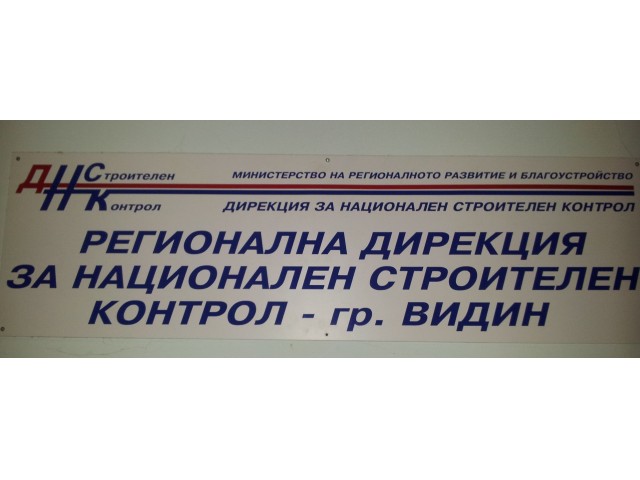 ДНСК Строителен Контрол
МИНИСТЕРСТВО НА РЕГИОНАЛНОТО РАЗВИТИЕ И БЛАГОУСТРОЙСТВО
ДИРЕКЦИЯ ЗА НАЦИОНАЛЕН СТРОИТЕЛЕН КОНТРОЛ
РЕГИОНАЛНА ДИРЕКЦИЯ
ЗА НАЦИОНАЛЕН СТРОИТЕЛЕН
КОНТРОЛ - гр. ВИДИН